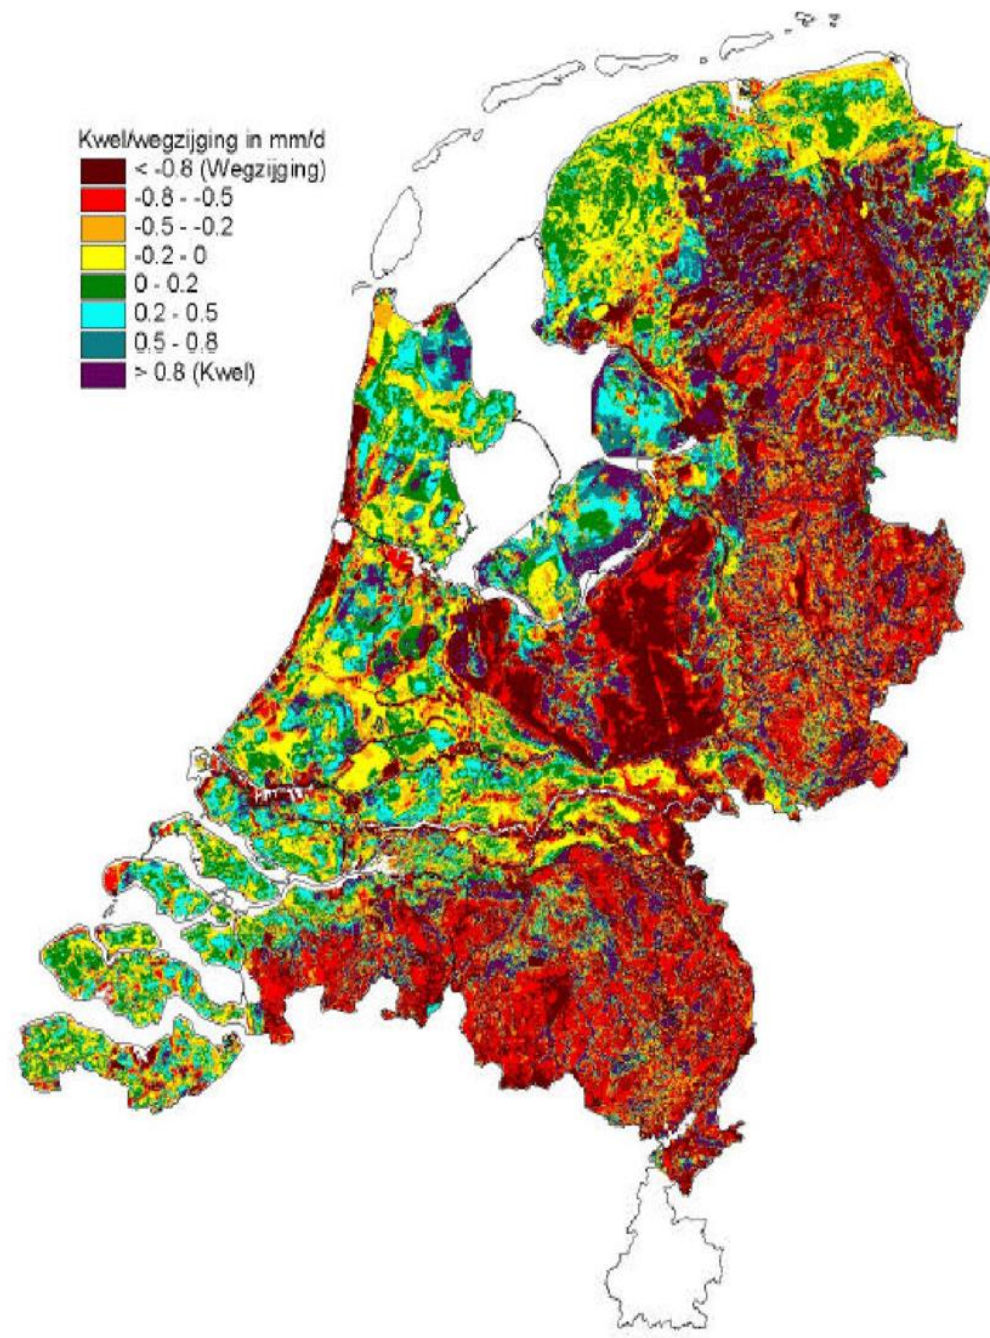 Kwel/wegzijging in mm/d
< -0.8 (Wegzijging)
-0.8 - -0.5
-0.5 - -0.2
-0.2 - 0
0 - 0.2
0.2 - 0.5
0.5 - 0.8
> 0.8 (Kwel)